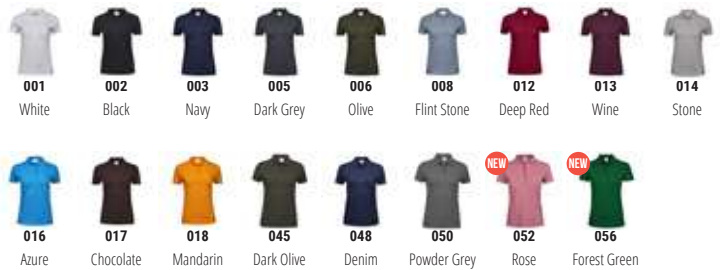 001 002 003 005 006 008 012 013 014
White Black Navy Dark Grey Olive Flint Stone Deep Red Wine Stone
NEW NEW
016 017 018 045 048 050 052 056
Azure Chocolate Mandarin Dark Olive Denim Powder Grey Rose Forest Green